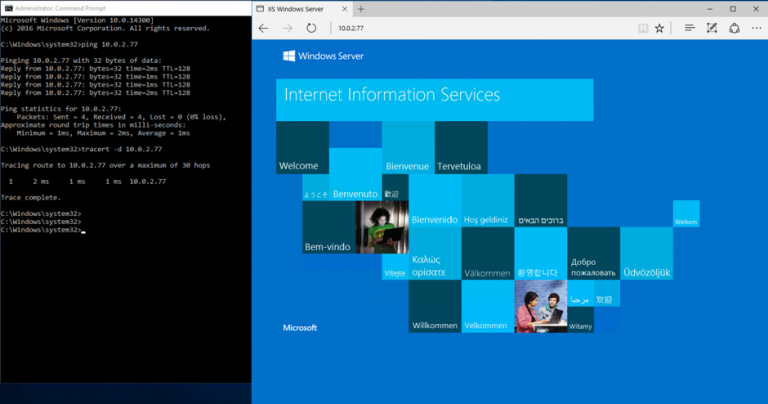 Administrator: Command Prompt
Microsoft Windows [Version 10.0.14300]
(c) 2016 Microsoft Corporation. All rights reserved.
C:\Windows\system32>ping 10.0.2.77
Pinging 10.0.2.77 with 32 bytes of data:
Reply from 10.0.2.77: bytes=32 time=2ms TTL=128
Reply from 10.0.2.77: bytes=32 time=1ms TTL=128
Reply from 10.0.2.77: bytes=32 time=1ms TTL=128
Reply from 10.0.2.77: bytes=32 time=2ms TTL=128
Ping statistics for 10.0.2.77:
Packets: Sent = 4, Received = 4, Lost = 0 (0% loss),
Approximate round trip times in milli-seconds:
Minimum = 1ms, Maximum = 2ms, Average = 1ms
C:\Windows\system32>tracert -d 10.0.2.77
Tracing route to 10.0.2.77 over a maximum of 30 hops
1 2 ms 1 ms 1 ms 10.0.2.77
Trace complete.
C:\Windows\system32>
C:\Windows\system32>
C:\Windows\system32>
IIS Windows Server
10.0.2.77
Windows Server
Internet Information Services
Welcome
Bienvenue
Tervetuloa
ようこそ
Benvenuto
歡迎
Bienvenido
Hoş geldiniz
ברוכים הבאים
Welkom
Bem-vindo
Vítejte
Καλώς
ορίσατε
Välkommen
환영합니다
Добро
пожаловать
Üdvözöljük
مرحبا
欢迎
Microsoft
Willkommen
Velkommen
Witamy